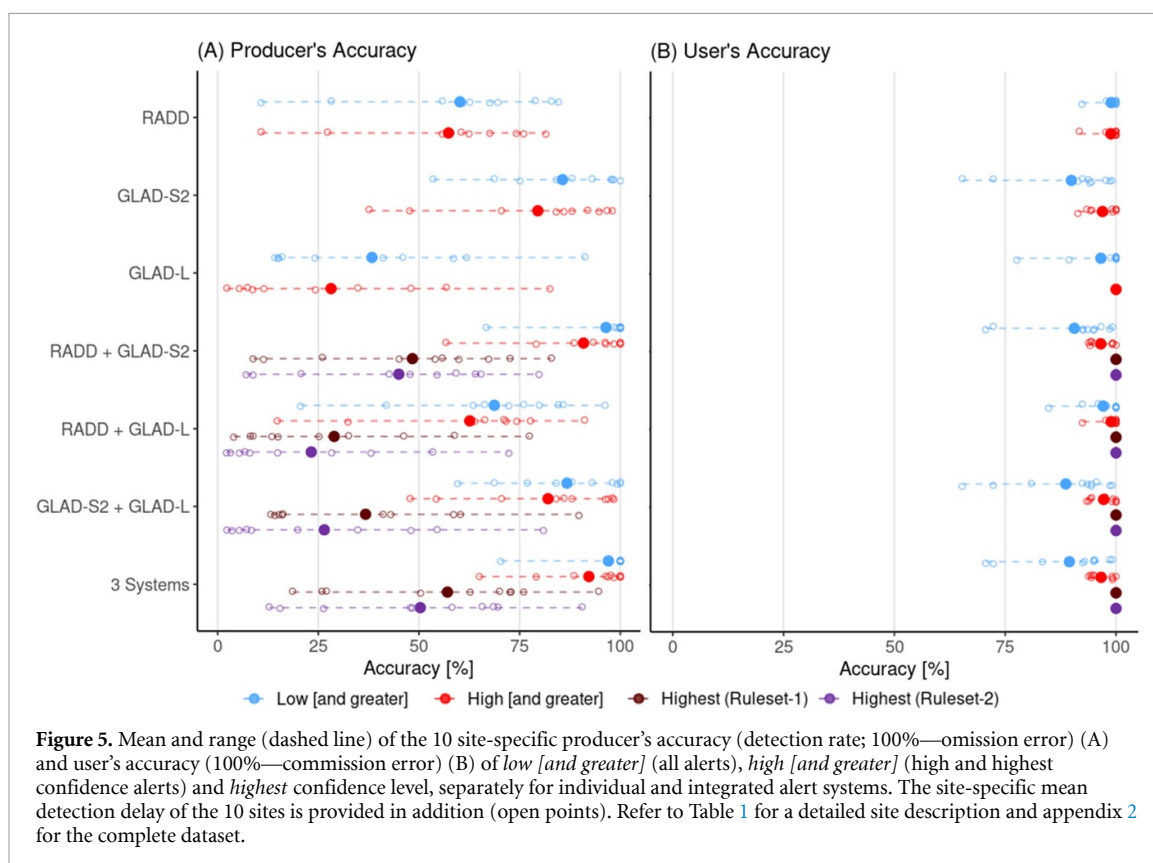 (A) Producer's Accuracy
(B) User's Accuracy
RADD
GLAD-S2
GLAD-L
RADD + GLAD-S2
RADD + GLAD-L
GLAD-S2 + GLAD-L
3 Systems
0 25 50 75 100
0 25 50 75 100
Accuracy [%]
Accuracy [%]
Low [and greater] High [and greater] Highest (Ruleset-1) Highest (Ruleset-2)
Figure 5. Mean and range (dashed line) of the 10 site-specific producer's accuracy (detection rate; 100%—omission error) (A)
and user's accuracy (100%—commission error) (B) of low [and greater] (all alerts), high [and greater] (high and highest
confidence alerts) and highest confidence level, separately for individual and integrated alert systems. The site-specific mean
detection delay of the 10 sites is provided in addition (open points). Refer to Table 1 for a detailed site description and appendix 2
for the complete dataset.